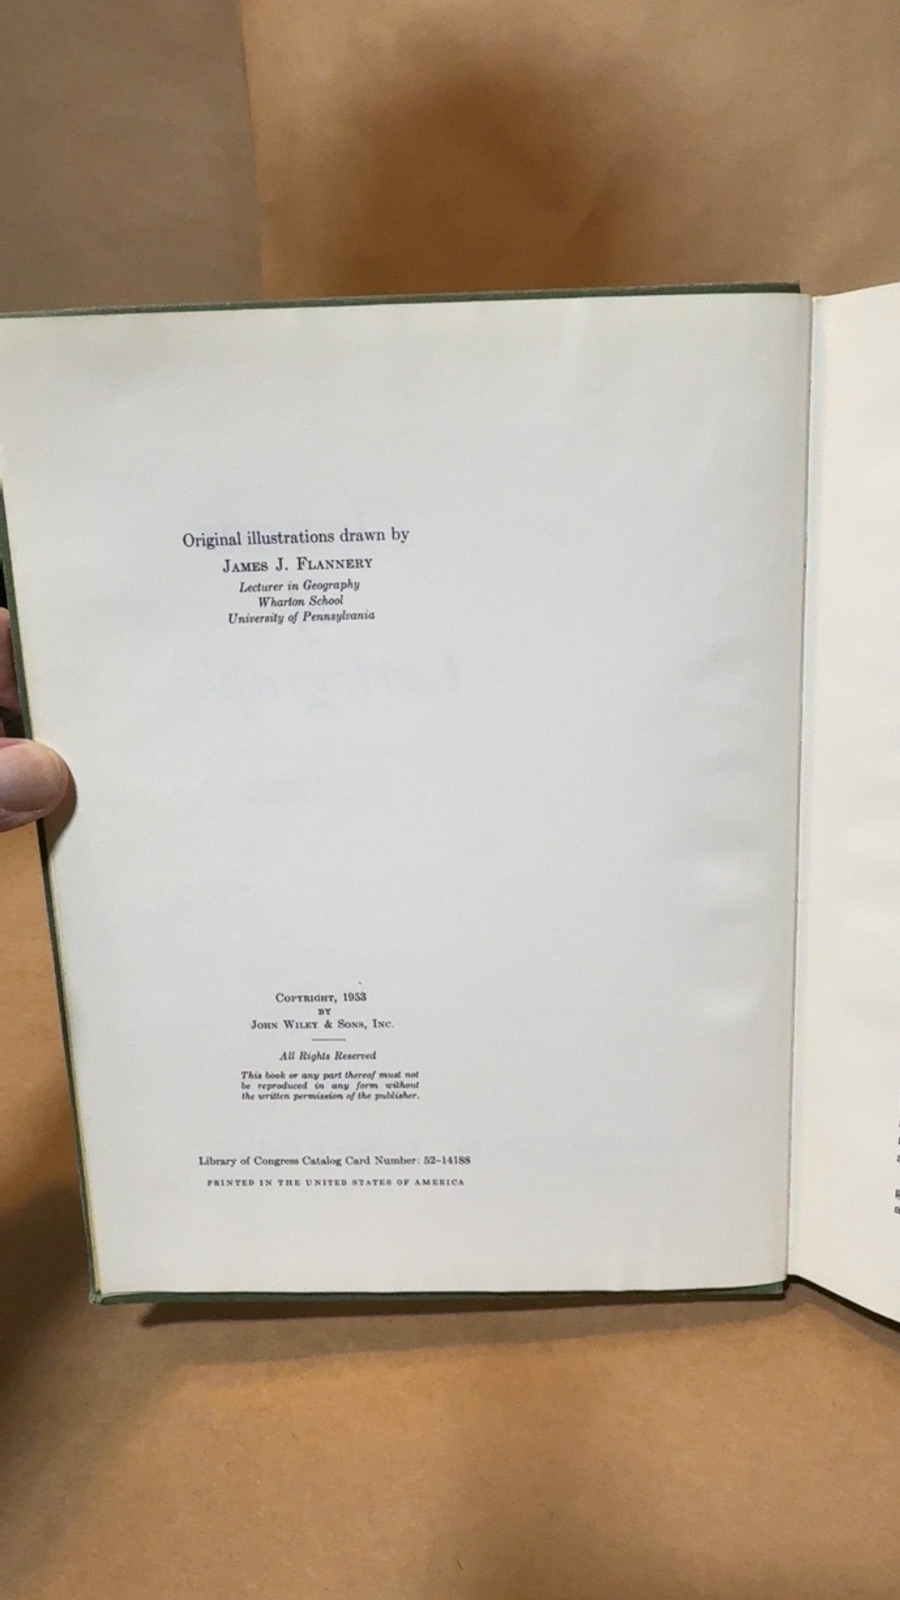 Original illustrations drawn by
JAMES J. FLANNERY
Lecturer in Geography
Wharton School
University of Pennsylvania
COPYRIGHT, 1953
BY
JOHN WILEY & SONS, INC.
All Rights Reserved
This book or any part thereof must not
be reproduced in any form without
the written permission of the publisher.
Library of Congress Catalog Card Number: 52-14188
PRINTED IN THE UNITED STATES OF AMERICA